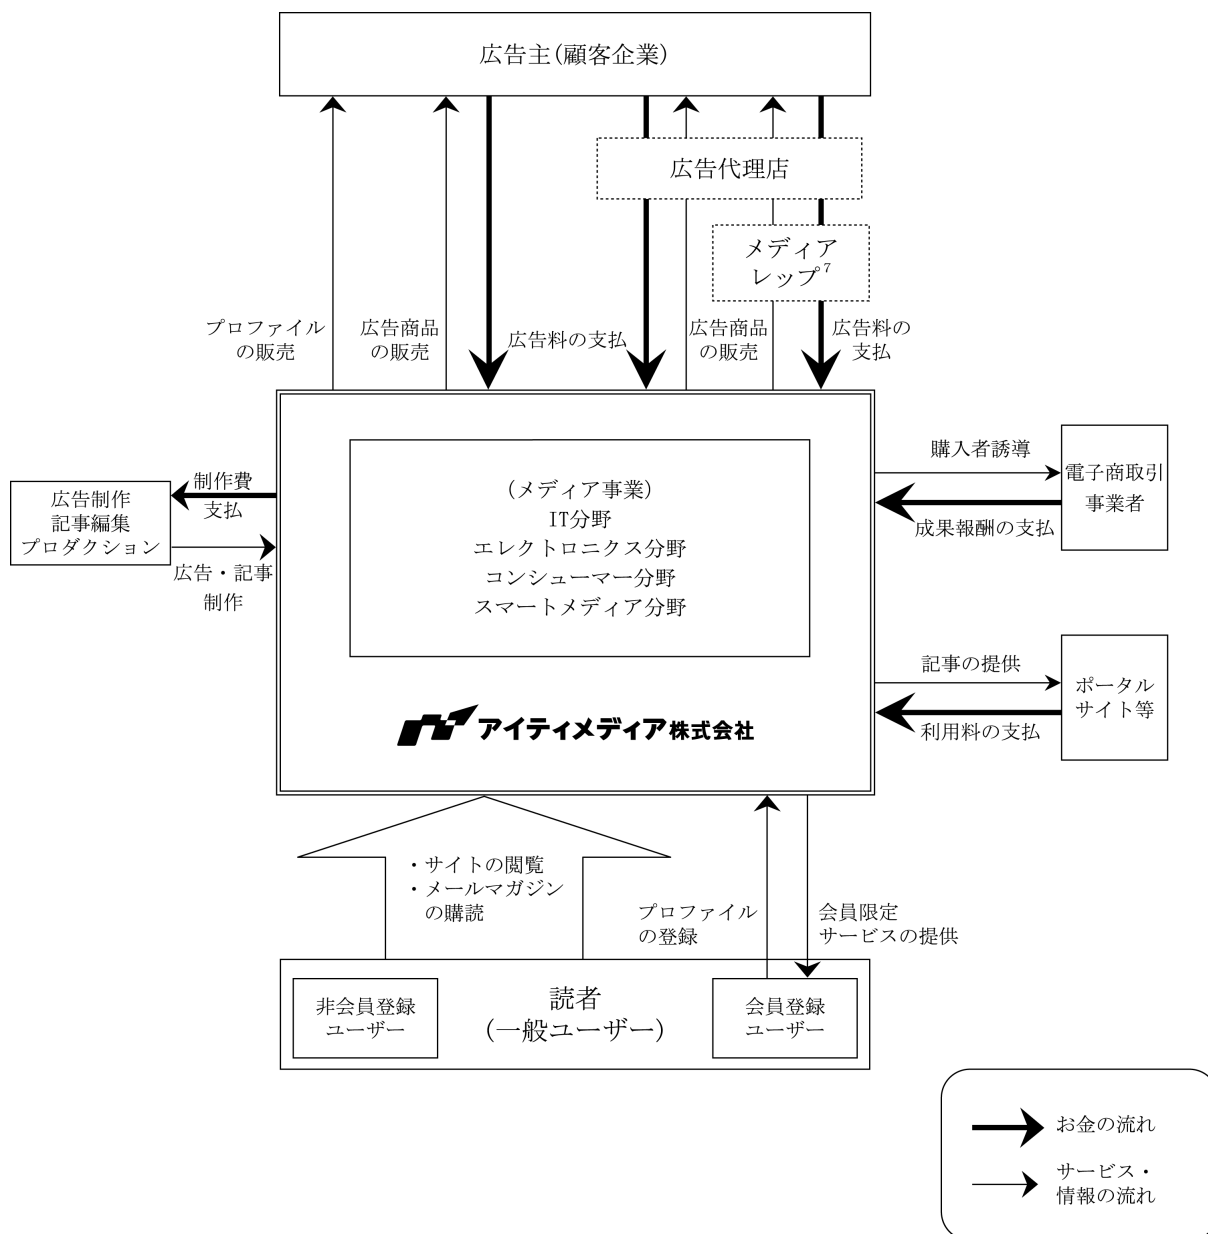 広告主(顧客企業)
広告代理店
メディア
レップ7
プロファイル
の販売
広告商品
の販売
広告料の支払
広告商品
の販売
広告料の
支払
制作費
支払
広告制作
記事編集
プロダクション
広告・記事
制作
(メディア事業)
IT分野
エレクトロニクス分野
コンシューマー分野
スマートメディア分野
アイティメディア株式会社
購入者誘導
電子商取引
事業者
成果報酬の支払
記事の提供
ポータル
サイト等
利用料の支払
・サイトの閲覧
・メールマガジン
の購読
プロファイル
の登録
会員限定
サービスの提供
非会員登録
ユーザー
読者
(一般ユーザー)
会員登録
ユーザー
お金の流れ
サービス・
情報の流れ